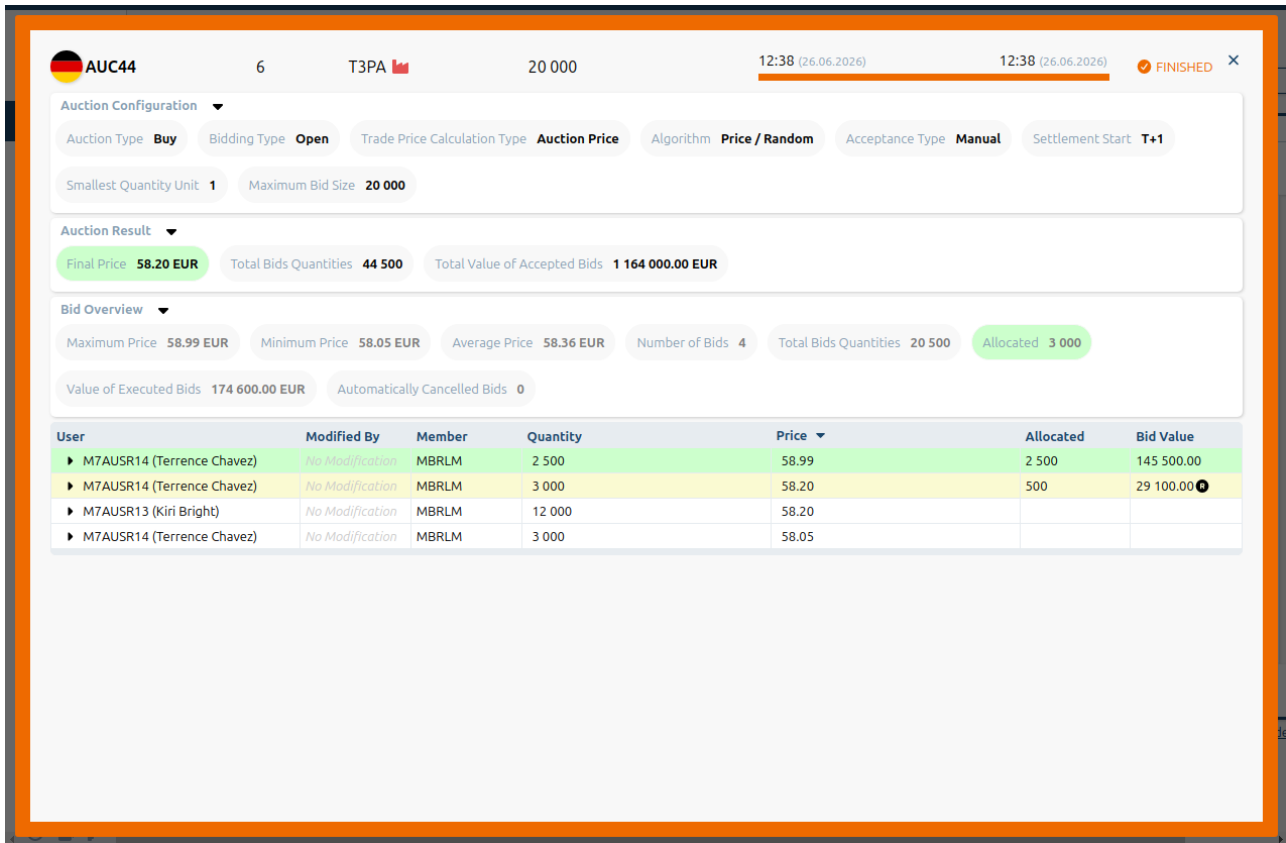 AUC44 6 T3PA 20 000 12:38 (26.06.2026) 12:38 (26.06.2026) FINISHED ×
Auction Configuration
Auction Type Buy Bidding Type Open Trade Price Calculation Type Auction Price Algorithm Price / Random Acceptance Type Manual Settlement Start T+1
Smallest Quantity Unit 1 Maximum Bid Size 20 000
Auction Result
Final Price 58.20 EUR Total Bids Quantities 44 500 Total Value of Accepted Bids 1 164 000.00 EUR
Bid Overview
Maximum Price 58.99 EUR Minimum Price 58.05 EUR Average Price 58.36 EUR Number of Bids 4 Total Bids Quantities 20 500 Allocated 3 000
Value of Executed Bids 174 600.00 EUR Automatically Cancelled Bids 0
User Modified By Member Quantity Price Allocated Bid Value
M7AUSR14 (Terrence Chavez) No Modification MBRLM 2 500 58.99 2 500 145 500.00
M7AUSR14 (Terrence Chavez) No Modification MBRLM 3 000 58.20 500 29 100.00 R
M7AUSR13 (Kiri Bright) No Modification MBRLM 12 000 58.20
M7AUSR14 (Terrence Chavez) No Modification MBRLM 3 000 58.05